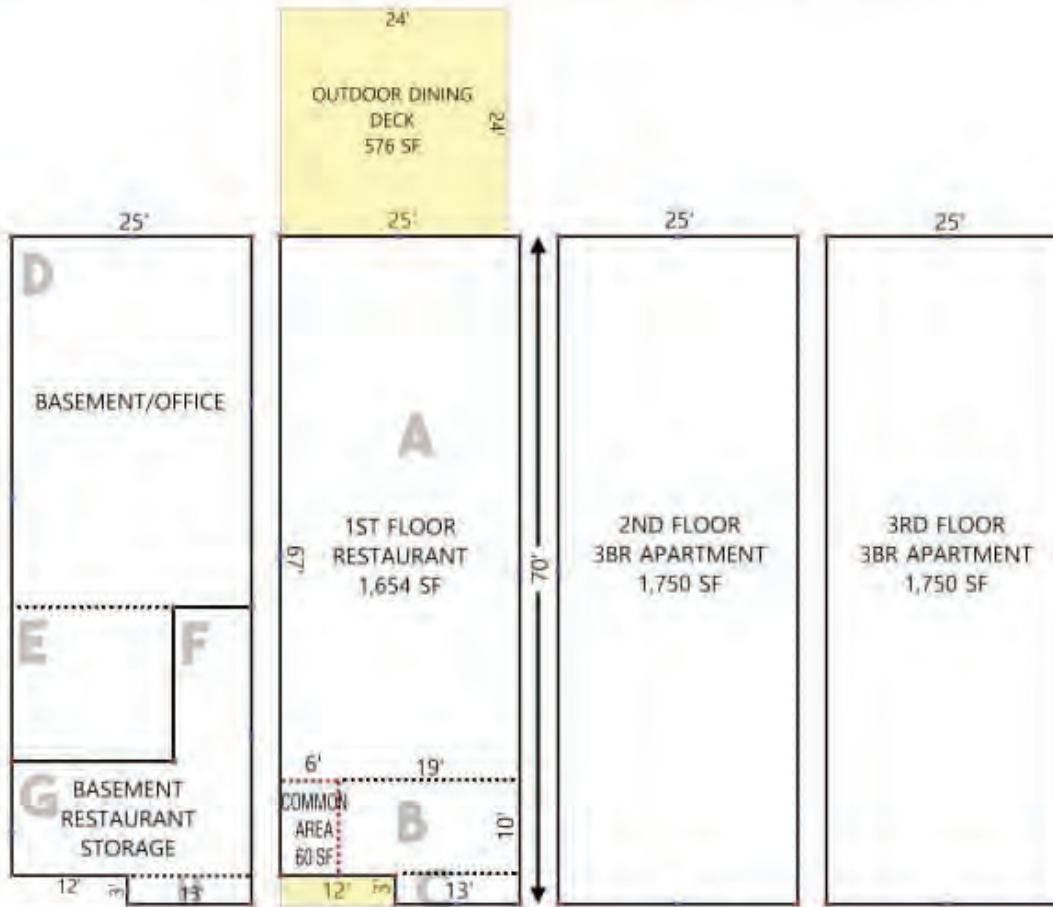 24'
OUTDOOR DINING
DECK
576 SF
24'
25'
25'
25'
25'
D
BASEMENT/OFFICE
A
1ST FLOOR
RESTAURANT
1,654 SF
67'
70'
2ND FLOOR
3BR APARTMENT
1,750 SF
3RD FLOOR
3BR APARTMENT
1,750 SF
E
F
G
BASEMENT
RESTAURANT
STORAGE
6'
19'
COMMON
AREA
60 SF
B
10'
12'
3'
13'
12'
3'
C
13'